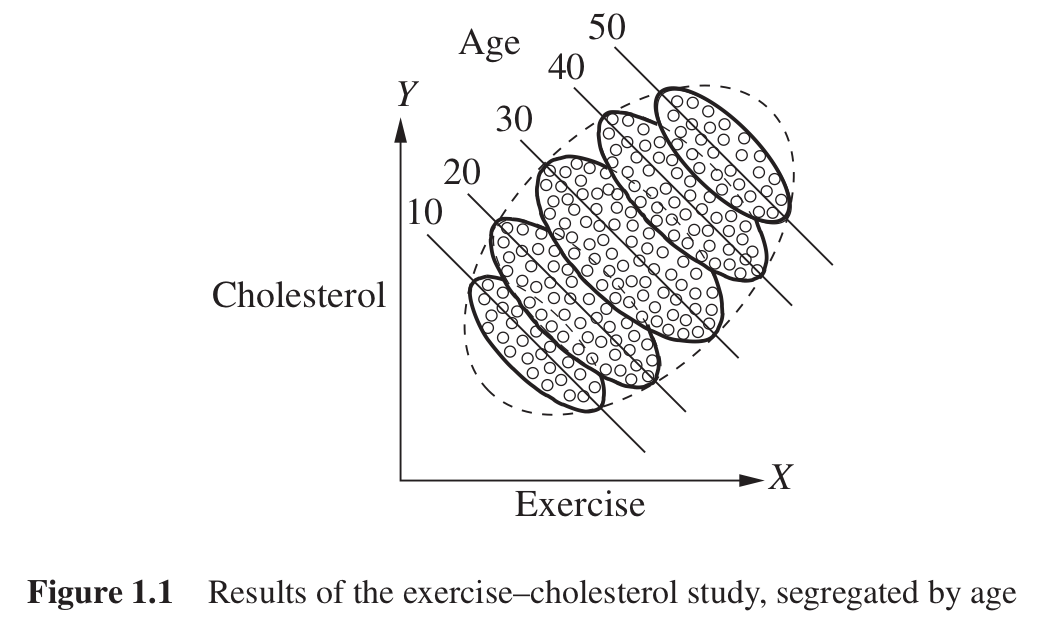 Age
50
40
30
20
10
Y
Cholesterol
X
Exercise
Figure 1.1 Results of the exercise–cholesterol study, segregated by age